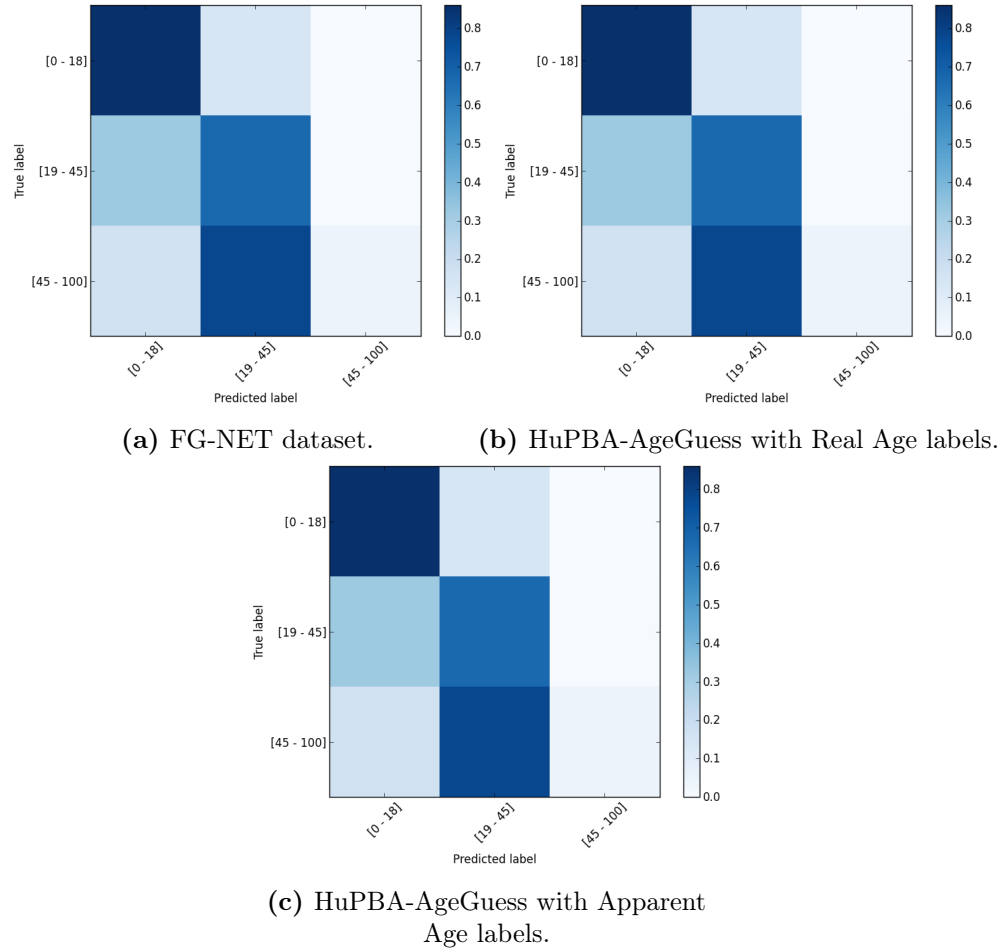 [0 - 18]
[19 - 45]
[45 - 100]
True label
[0 - 18]
[19 - 45]
[45 - 100]
Predicted label
0.8
0.7
0.6
0.5
0.4
0.3
0.2
0.1
0.0
(a) FG-NET dataset.
[0 - 18]
[19 - 45]
[45 - 100]
True label
[0 - 18]
[19 - 45]
[45 - 100]
Predicted label
0.8
0.7
0.6
0.5
0.4
0.3
0.2
0.1
0.0
(b) HuPBA-AgeGuess with Real Age labels.
[0 - 18]
[19 - 45]
[45 - 100]
True label
[0 - 18]
[19 - 45]
[45 - 100]
Predicted label
0.8
0.7
0.6
0.5
0.4
0.3
0.2
0.1
0.0
(c) HuPBA-AgeGuess with Apparent
Age labels.